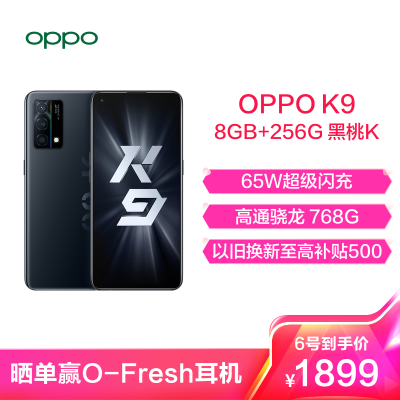 oppo
OPPO K9
8GB+256G 黑桃K
K
9
65W超级闪充
高通骁龙 768G
以旧换新至高补贴500
晒单赢O-Fresh耳机
6号到手价
¥1899